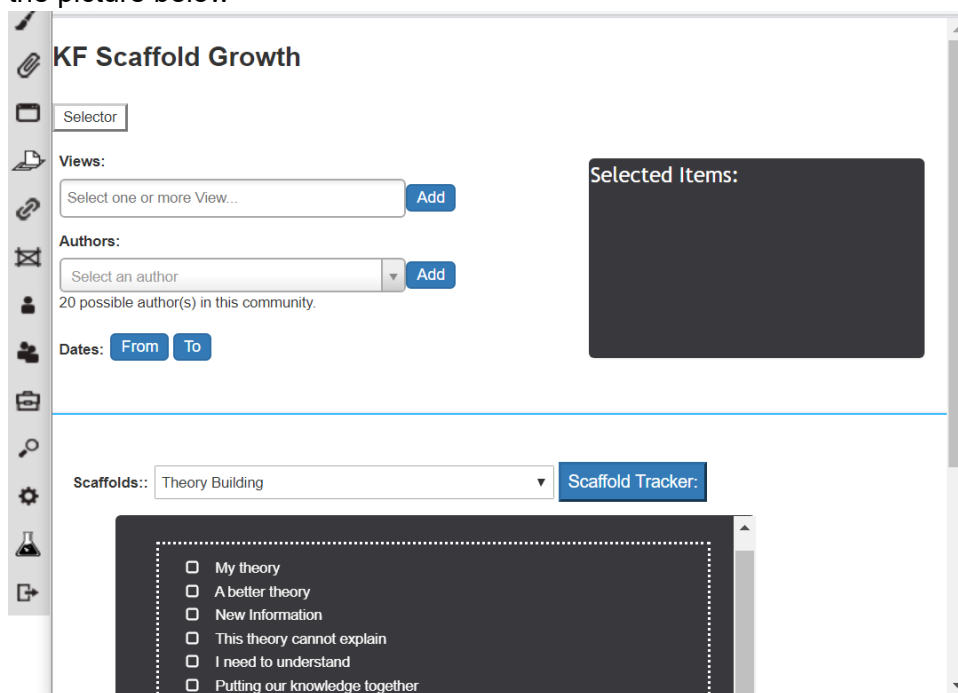 the picture below
KF Scaffold Growth
Selector
Views:
Select one or more View...
Add
Authors:
Select an author
Add
20 possible author(s) in this community.
Dates:
From
To
Selected Items:
Scaffolds::
Theory Building
Scaffold Tracker:
My theory
A better theory
New Information
This theory cannot explain
I need to understand
Putting our knowledge together